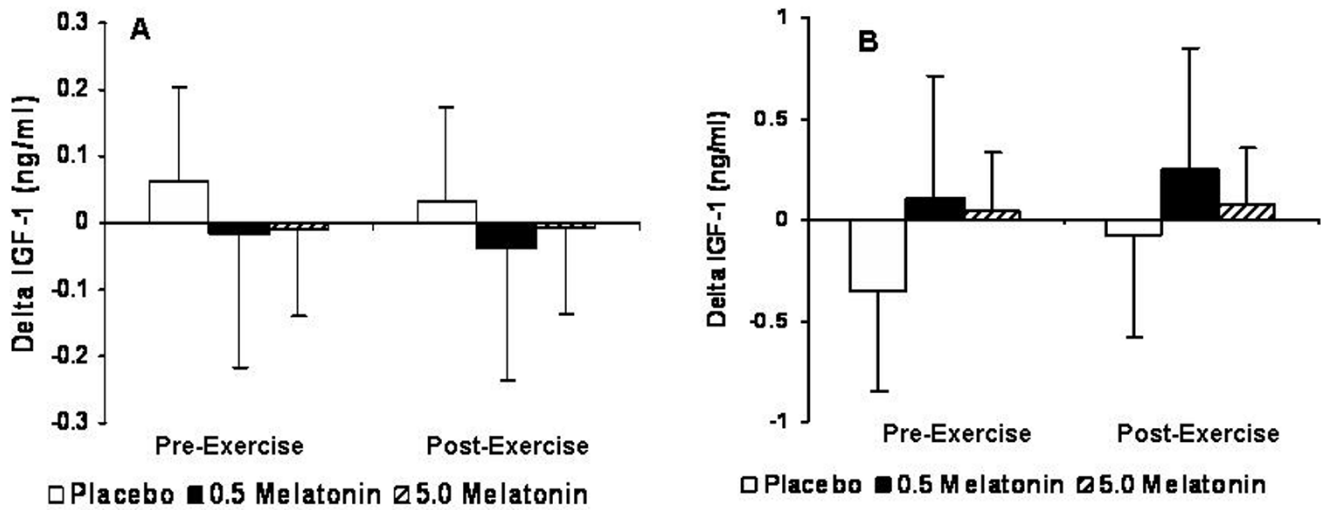 A
Delta IGF-1 (ng/ml)
0.3
0.2
0.1
0
-0.1
-0.2
-0.3
Pre-Exercise Post-Exercise
Placebo 0.5 Melatonin 5.0 Melatonin
B
Delta IGF-1 (ng/ml)
1
0.5
0
-0.5
-1
Pre-Exercise Post-Exercise
Placebo 0.5 Melatonin 5.0 Melatonin